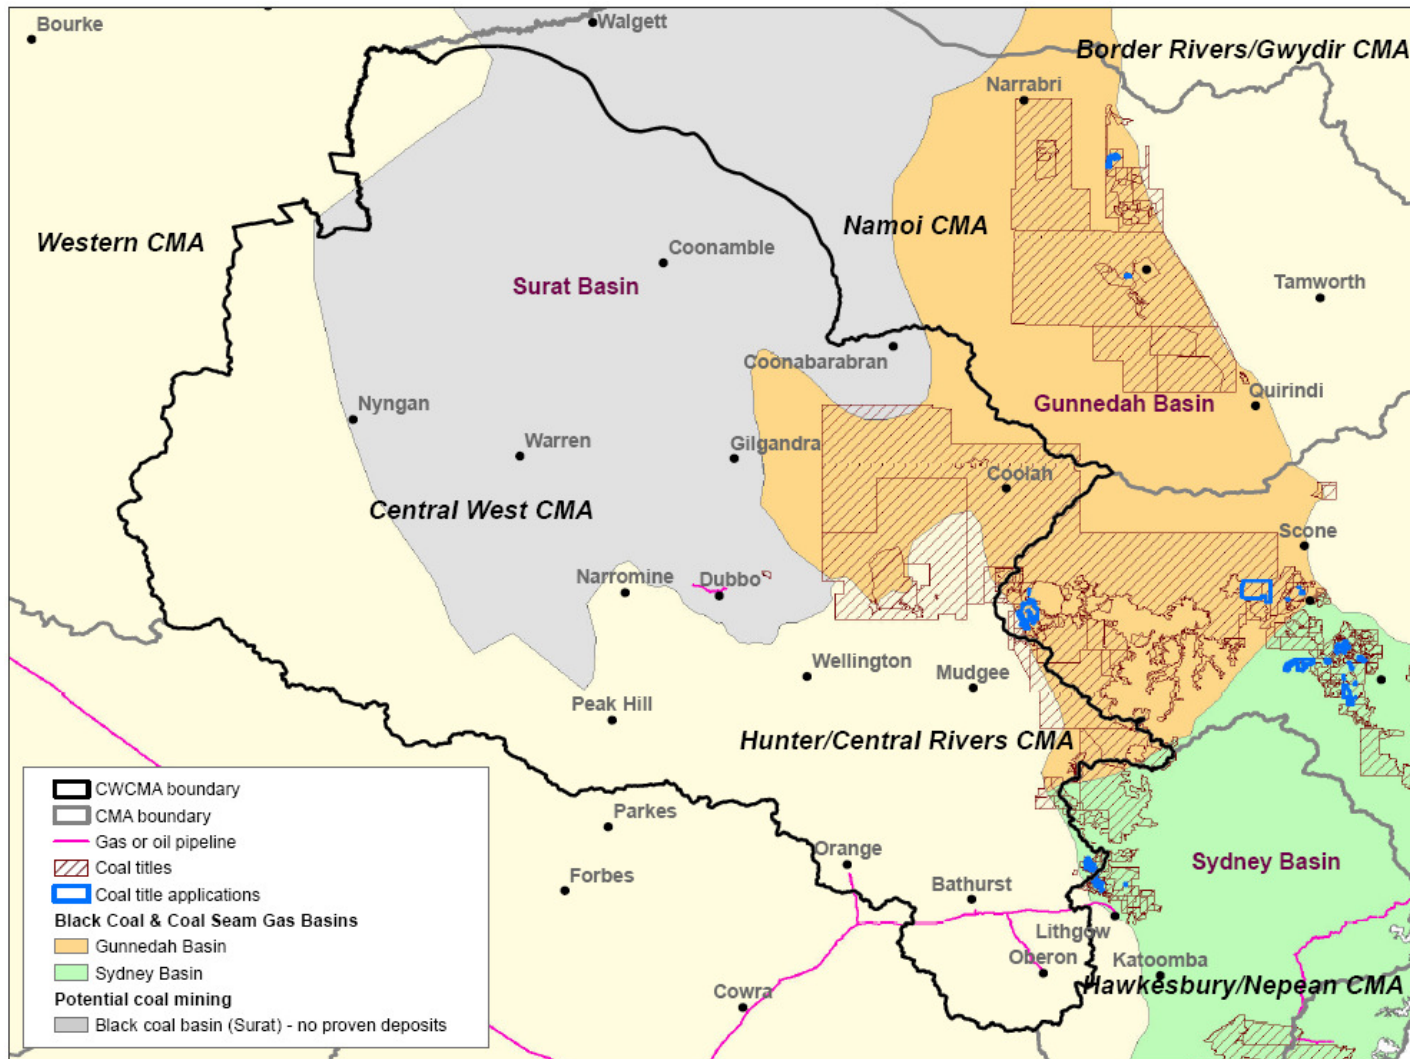 Bourke
Walgett
Border Rivers/Gwydir CMA
Narrabri
Western CMA
Namoi CMA
Coonamble
Surat Basin
Tamworth
Coonabarabran
Nyngan
Gunnedah Basin
Quirindi
Warren
Gilgandra
Coolah
Central West CMA
Scone
Narromine
Dubbo
Wellington
Mudgee
Peak Hill
Hunter/Central Rivers CMA
Parkes
Orange
Sydney Basin
Forbes
Bathurst
Lithgow
Oberon
Katoomba
Hawkesbury/Nepean CMA
Cowra
CWCMA boundary
CMA boundary
Gas or oil pipeline
Coal titles
Coal title applications
Black Coal & Coal Seam Gas Basins
Gunnedah Basin
Sydney Basin
Potential coal mining
Black coal basin (Surat) - no proven deposits